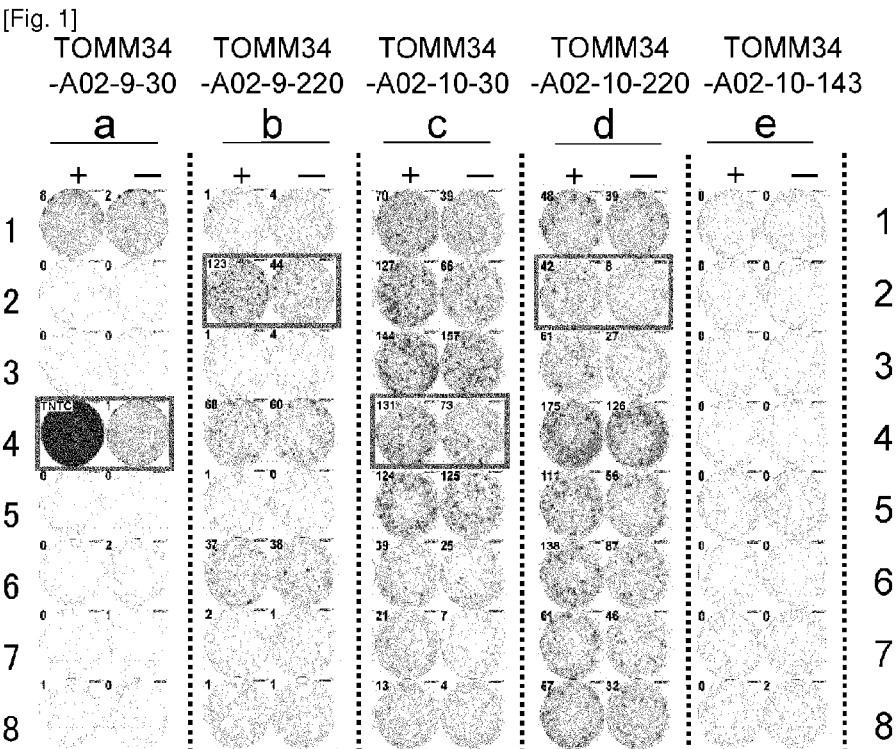 [Fig. 1]
TOMM34 TOMM34 TOMM34 TOMM34 TOMM34
-A02-9-30 -A02-9-220 -A02-10-30 -A02-10-220 -A02-10-143
a b c d e
+ − + − + − + − + −
8 2 1 4 70 39 48 39 0 0
1 1
0 0 123 44 127 66 42 8 0 0
2 2
0 0 1 4 144 157 61 27 0 0
3 3
TNTC 1 68 60 131 73 175 126 0 0
4 4
0 0 1 0 124 125 111 56 0 0
5 5
0 2 37 38 39 25 138 87 0 0
6 6
0 1 2 1 21 7 61 46 0 0
7 7
1 0 1 1 13 4 67 32 0 2
8 8